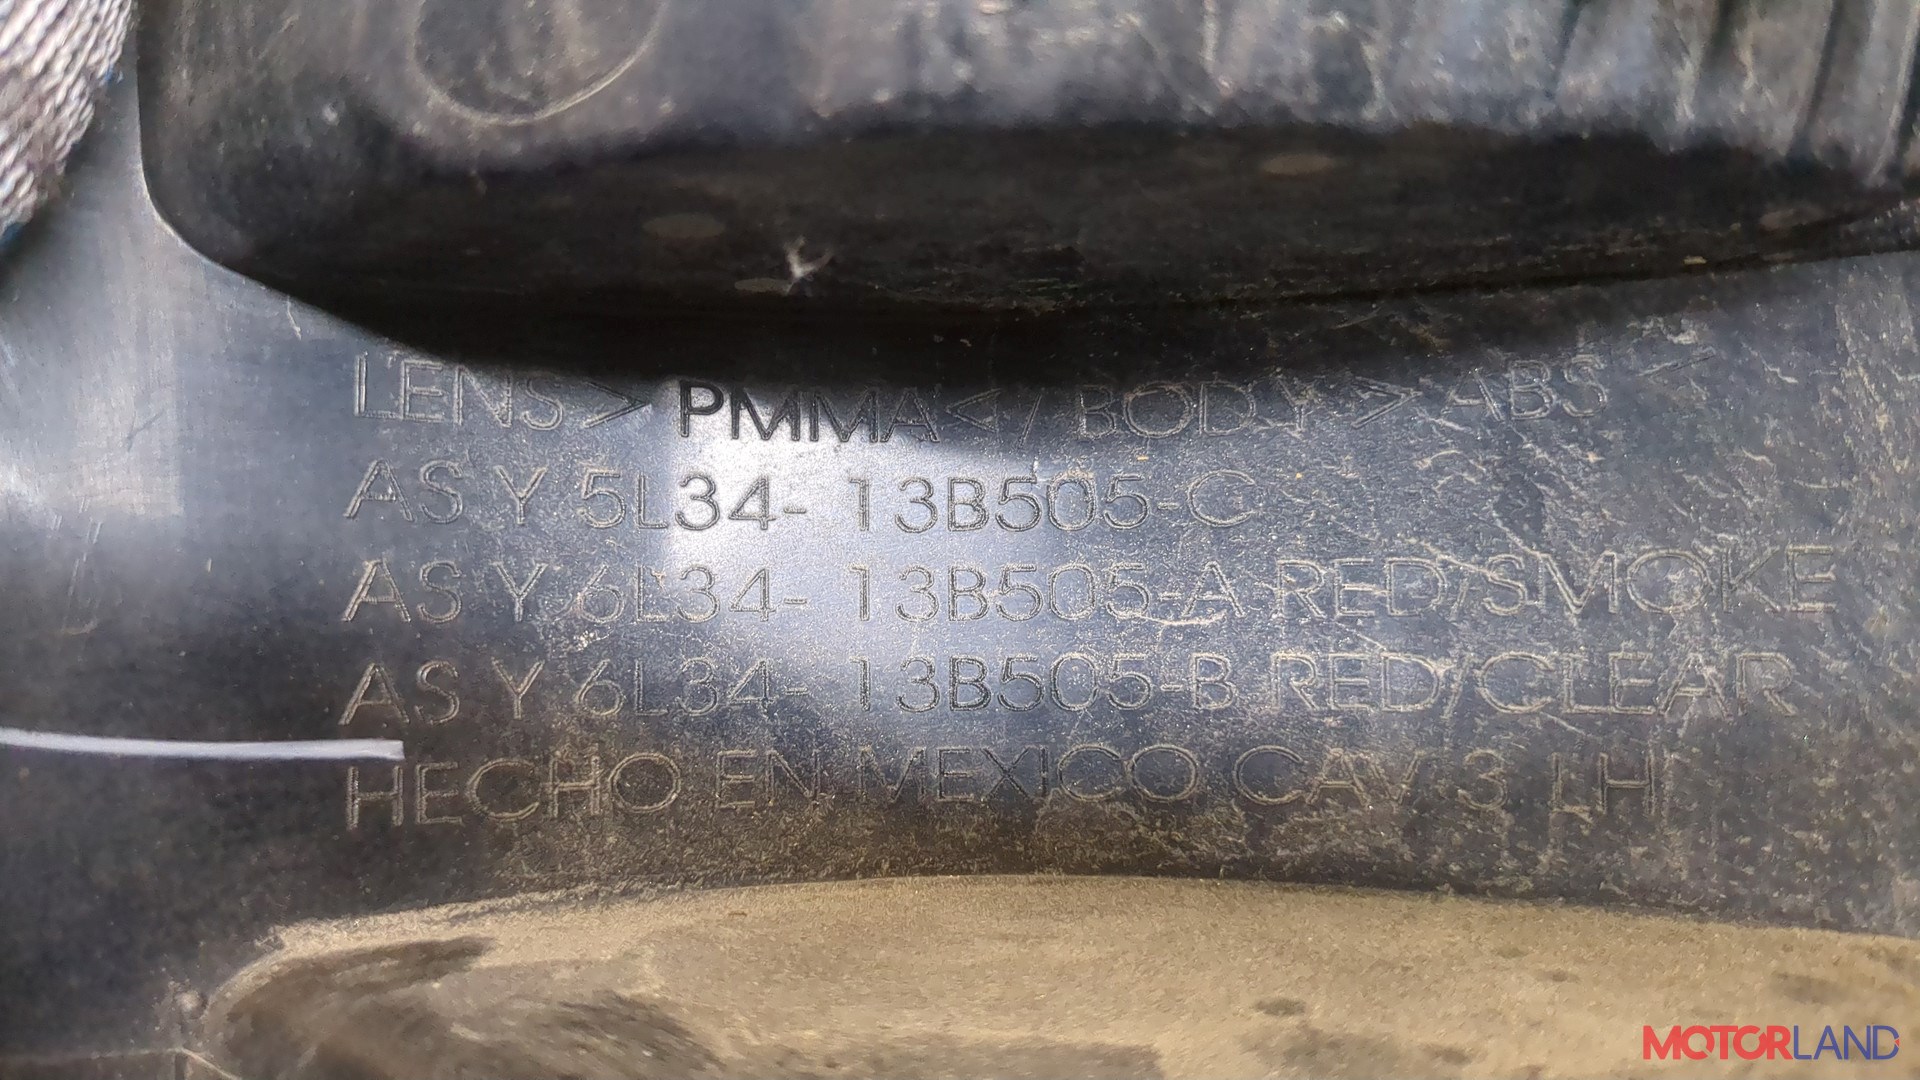 LENS > PMMA < / BODY > ABS <
ASY 5L34-13B505-C
ASY 6L34-13B505-A RED/SMOKE
ASY 6L34-13B505-B RED/CLEAR
HECHO EN MEXICO CAV 3 LH
MOTORLAND